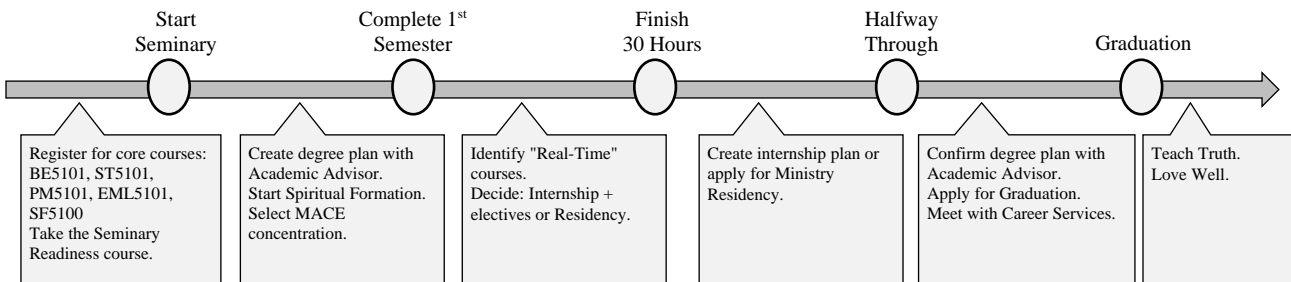 Start
Seminary
Complete 1st
Semester
Finish
30 Hours
Halfway
Through
Graduation
Register for core courses:
BE5101, ST5101,
PM5101, EML5101,
SF5100
Take the Seminary
Readiness course.
Create degree plan with
Academic Advisor.
Start Spiritual Formation.
Select MACE
concentration.
Identify "Real-Time"
courses.
Decide: Internship +
electives or Residency.
Create internship plan or
apply for Ministry
Residency.
Confirm degree plan with
Academic Advisor.
Apply for Graduation.
Meet with Career Services.
Teach Truth.
Love Well.